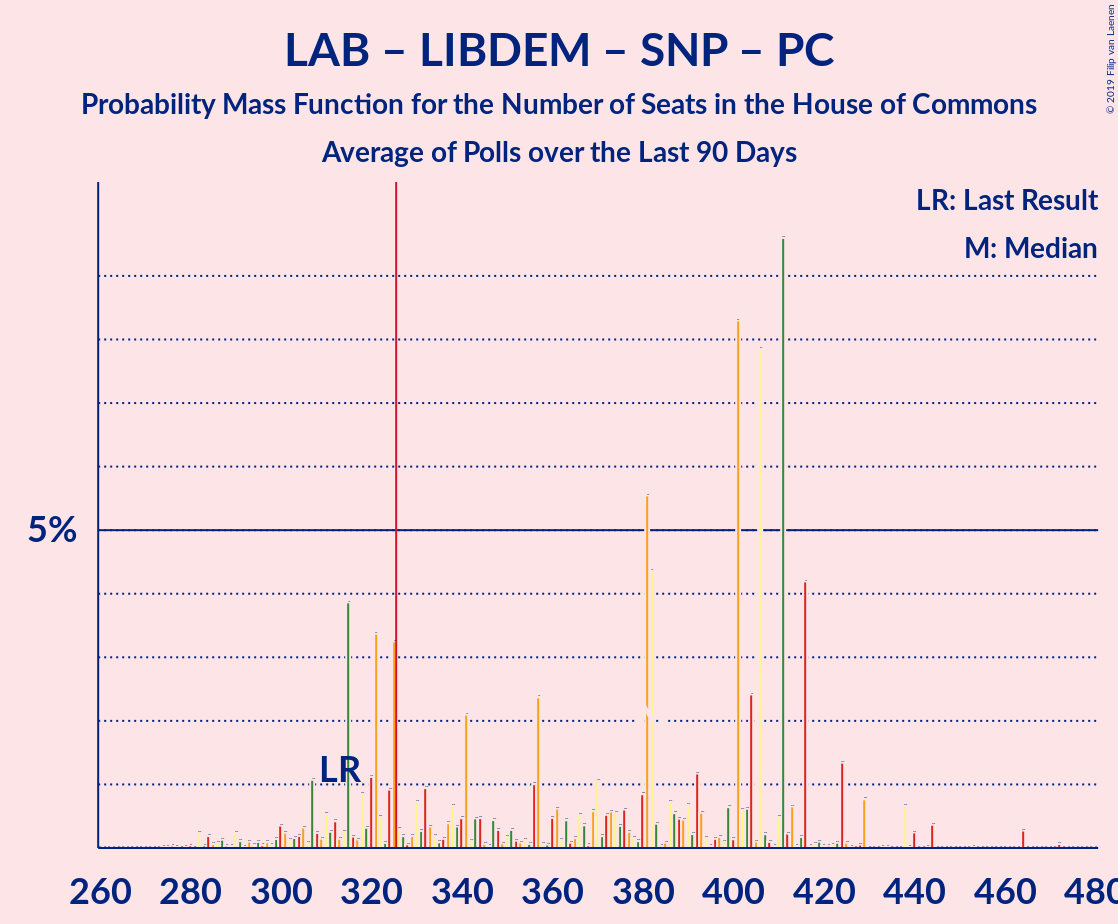 LAB – LIBDEM – SNP – PC
Probability Mass Function for the Number of Seats in the House of Commons
Average of Polls over the Last 90 Days
© 2019 Filip van Laenen
LR: Last Result
M: Median
5%
LR
260 280 300 320 340 360 380 400 420 440 460 480